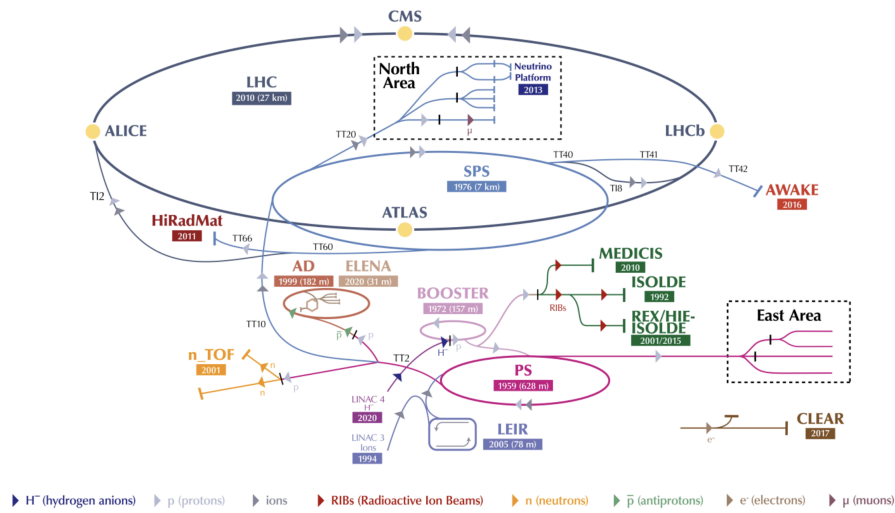 CMS
LHC
2010 (27 km)
North
Area
Neutrino
Platform
2013
μ
ALICE
LHCb
TT20
TT40
TT41
TT42
TI8
SPS
1976 (7 km)
AWAKE
2016
TI2
HiRadMat
2011
TT66
ATLAS
TT60
AD
1999 (182 m)
ELENA
2020 (31 m)
p̅
p
TT10
BOOSTER
1972 (157 m)
H⁻
p
MEDICIS
2010
ISOLDE
1992
RIBs
REX/HIE-
ISOLDE
2001/2015
East Area
n_TOF
2001
n
n
p
TT2
PS
1959 (628 m)
LINAC 4
H⁻
2020
LINAC 3
Ions
1994
LEIR
2005 (78 m)
CLEAR
2017
e⁻
H⁻ (hydrogen anions)
p (protons)
ions
RIBs (Radioactive Ion Beams)
n (neutrons)
p̅ (antiprotons)
e⁻ (electrons)
μ (muons)